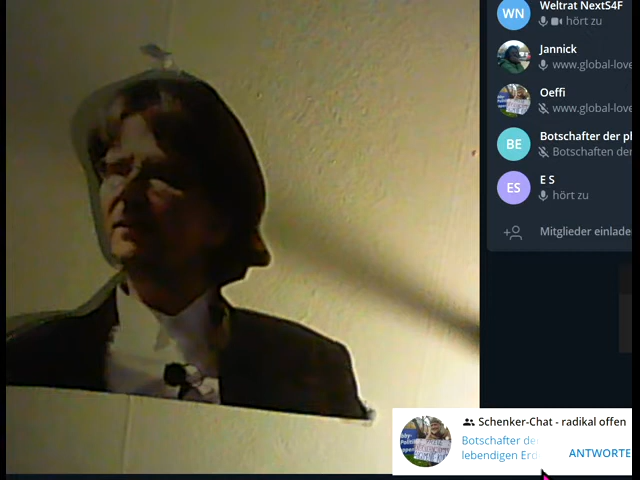 WN
Weltrat NextS4F
hört zu
Jannick
www.global-love
Oeffi
www.global-love
BE
Botschafter der pl
Botschaften der
ES
E S
hört zu
Mitglieder einlade
Schenker-Chat - radikal offen
Botschafter de
lebendigen Erd
ANTWORTE